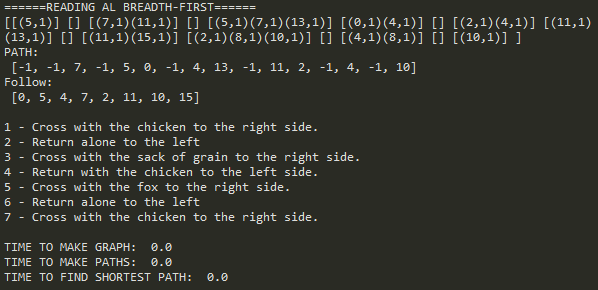 ======READING AL BREADTH-FIRST======
[[(5,1)] [] [(7,1)(11,1)] [] [(5,1)(7,1)(13,1)] [(0,1)(4,1)] [] [(2,1)(4,1)] [(11,1)
(13,1)] [] [(11,1)(15,1)] [(2,1)(8,1)(10,1)] [] [(4,1)(8,1)] [] [(10,1)] ]
PATH:
[-1, -1, 7, -1, 5, 0, -1, 4, 13, -1, 11, 2, -1, 4, -1, 10]
Follow:
[0, 5, 4, 7, 2, 11, 10, 15]
1 - Cross with the chicken to the right side.
2 - Return alone to the left
3 - Cross with the sack of grain to the right side.
4 - Return with the chicken to the left side.
5 - Cross with the fox to the right side.
6 - Return alone to the left
7 - Cross with the chicken to the right side.
TIME TO MAKE GRAPH:  0.0
TIME TO MAKE PATHS:  0.0
TIME TO FIND SHORTEST PATH:  0.0